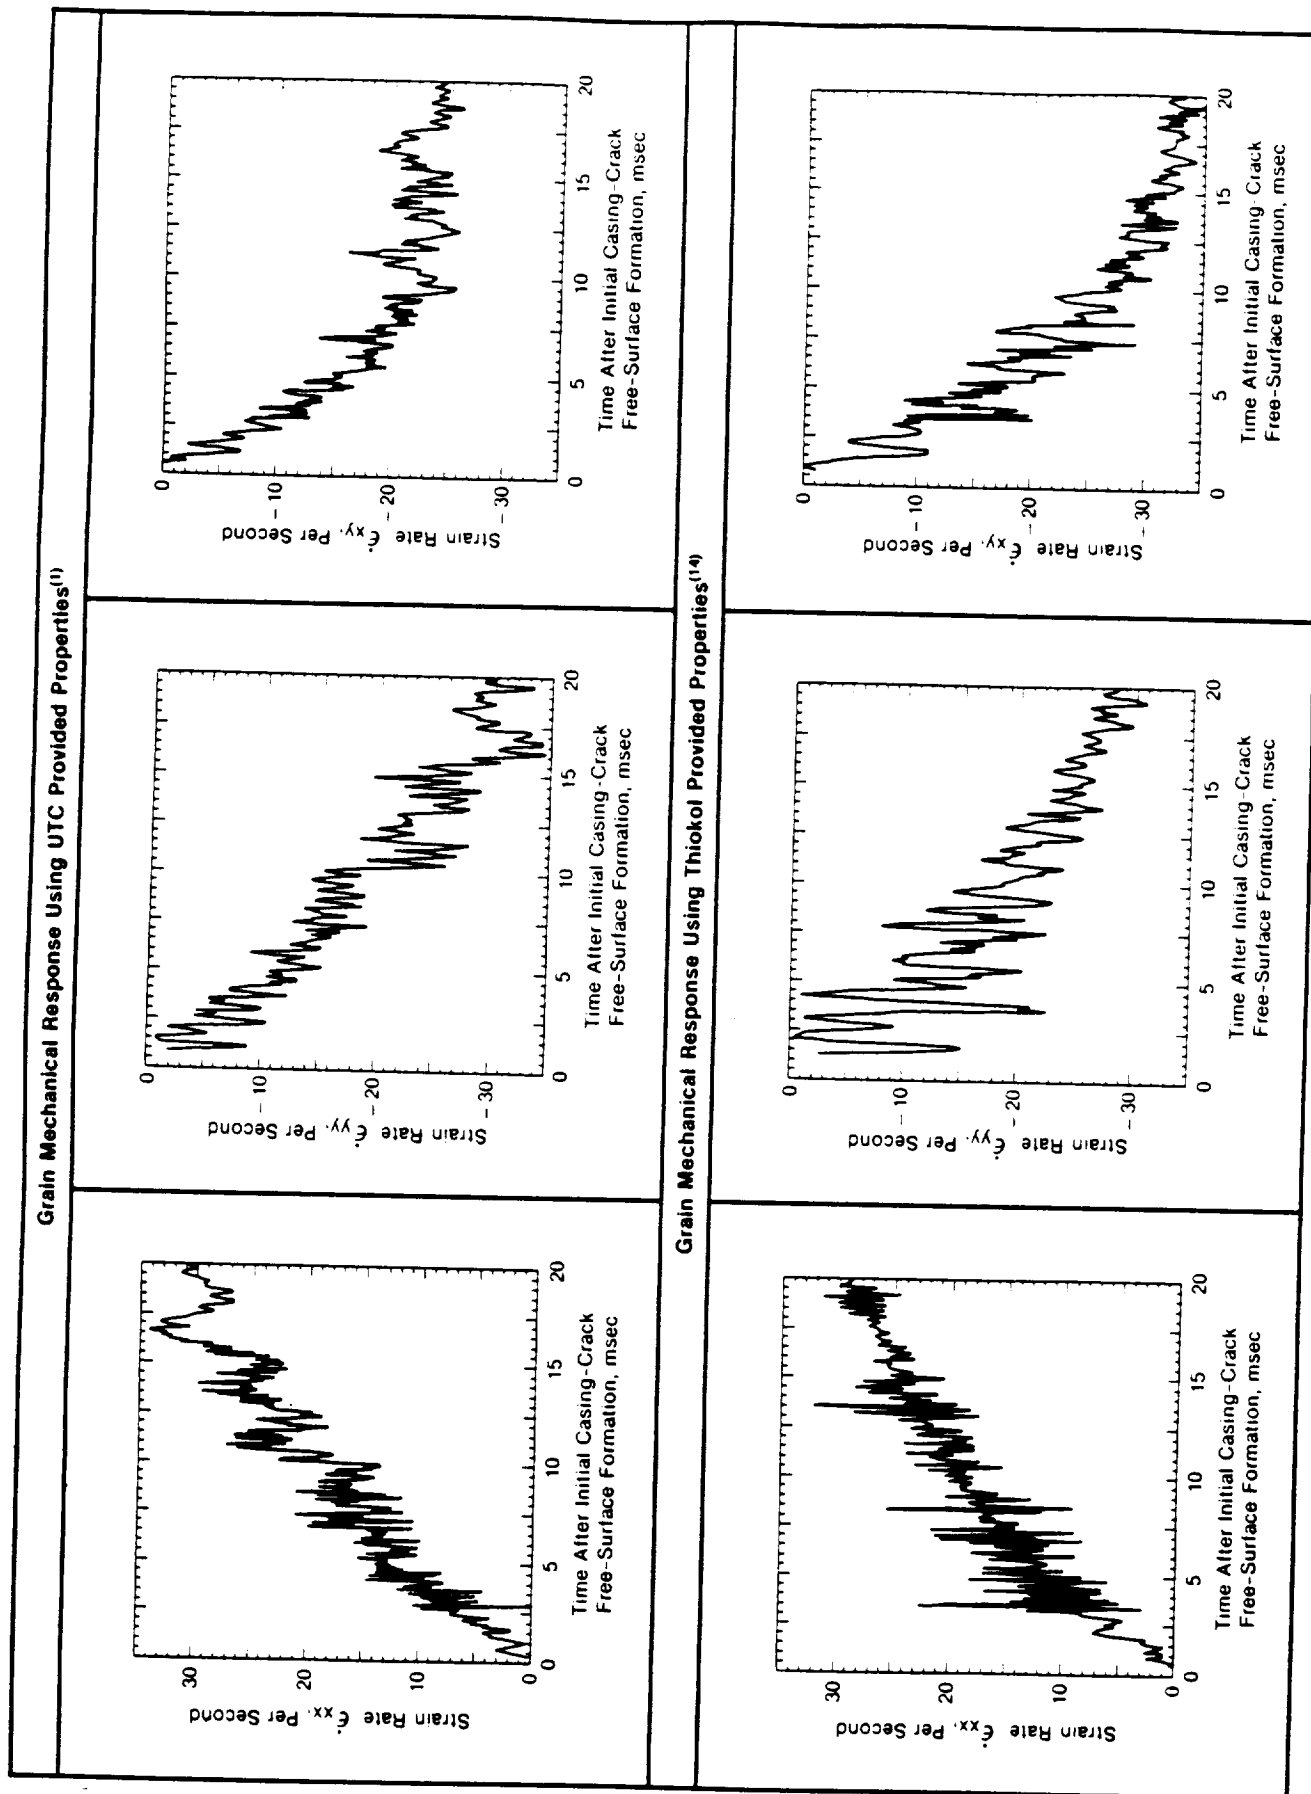 Grain Mechanical Response Using UTC Provided Properties(1)
Strain Rate ε̇xx, Per Second
30
20
10
0
0
5
10
15
20
Time After Initial Casing-Crack
Free-Surface Formation, msec
Strain Rate ε̇yy, Per Second
0
-10
-20
-30
0
5
10
15
20
Time After Initial Casing-Crack
Free-Surface Formation, msec
Strain Rate ε̇xy, Per Second
0
-10
-20
-30
0
5
10
15
20
Time After Initial Casing-Crack
Free-Surface Formation, msec
Grain Mechanical Response Using Thiokol Provided Properties(14)
Strain Rate ε̇xx, Per Second
30
20
10
0
0
5
10
15
20
Time After Initial Casing-Crack
Free-Surface Formation, msec
Strain Rate ε̇yy, Per Second
0
-10
-20
-30
0
5
10
15
20
Time After Initial Casing-Crack
Free-Surface Formation, msec
Strain Rate ε̇xy, Per Second
0
-10
-20
-30
0
5
10
15
20
Time After Initial Casing-Crack
Free-Surface Formation, msec